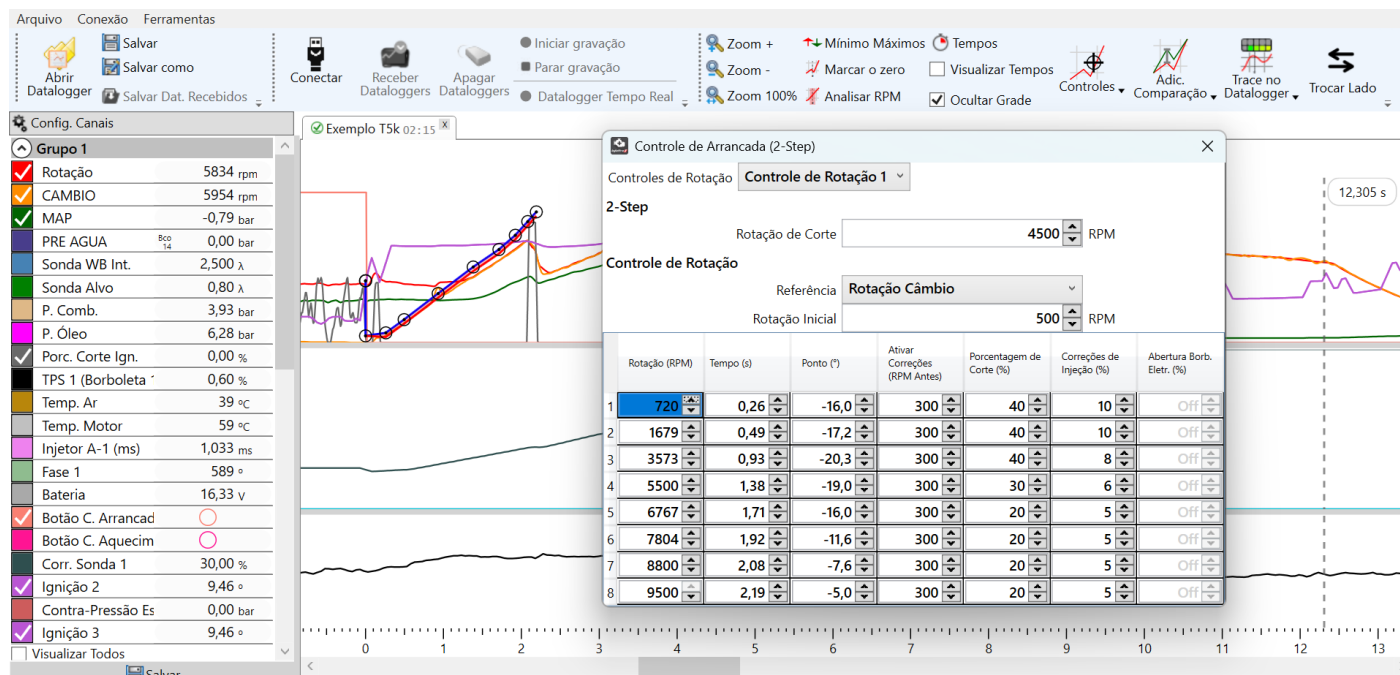 Arquivo Conexão Ferramentas
Abrir Datalogger
Salvar
Salvar como
Salvar Dat. Recebidos
Conectar
Receber Dataloggers
Apagar Dataloggers
Iniciar gravação
Parar gravação
Datalogger Tempo Real
Zoom +
Zoom -
Zoom 100%
Mínimo Máximos
Marcar o zero
Analisar RPM
Tempos
Visualizar Tempos
Ocultar Grade
Controles
Adic. Comparação
Trace no Datalogger
Trocar Lado
Config. Canais
Grupo 1
Rotação 5834 rpm
CAMBIO 5954 rpm
MAP -0,79 bar
PRE AGUA Bco 14 0,00 bar
Sonda WB Int. 2,500 λ
Sonda Alvo 0,80 λ
P. Comb. 3,93 bar
P. Óleo 6,28 bar
Porc. Corte Ign. 0,00 %
TPS 1 (Borboleta 0,60 %
Temp. Ar 39 ºC
Temp. Motor 59 ºC
Injetor A-1 (ms) 1,033 ms
Fase 1 589 º
Bateria 16,33 V
Botão C. Arrancad
Botão C. Aquecim
Corr. Sonda 1 30,00 %
Ignição 2 9,46 º
Contra-Pressão Es 0,00 bar
Ignição 3 9,46 º
Visualizar Todos
Salvar
Exemplo T5k 02:15 X
12,305 s
Controle de Arrancada (2-Step)
Controles de Rotação Controle de Rotação 1
2-Step
Rotação de Corte 4500 RPM
Controle de Rotação
Referência Rotação Câmbio
Rotação Inicial 500 RPM
Rotação (RPM) Tempo (s) Ponto (º) Ativar Correções (RPM Antes) Porcentagem de Corte (%) Correções de Injeção (%) Abertura Borb. Eletr. (%)
1 720 0,26 -16,0 300 40 10 Off
2 1679 0,49 -17,2 300 40 10 Off
3 3573 0,93 -20,3 300 40 8 Off
4 5500 1,38 -19,0 300 30 6 Off
5 6767 1,71 -16,0 300 20 5 Off
6 7804 1,92 -11,6 300 20 5 Off
7 8800 2,08 -7,6 300 20 5 Off
8 9500 2,19 -5,0 300 20 5 Off
0 1 2 3 4 5 6 7 8 9 10 11 12 13